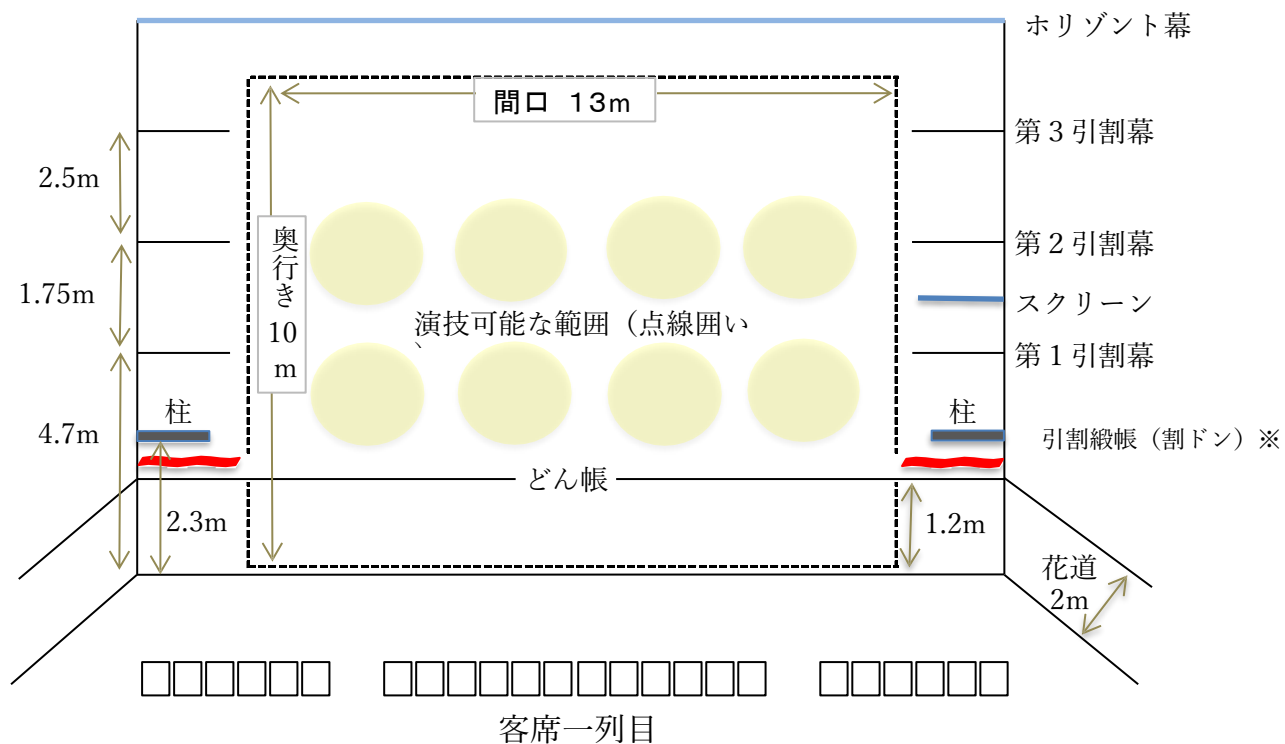 ホリゾント幕
間口 13m
第３引割幕
2.5m
奥行き
10
m
第２引割幕
1.75m
スクリーン
演技可能な範囲（点線囲い
）
第１引割幕
柱
柱
4.7m
引割緞帳（割ドン）※
どん帳
2.3m
1.2m
花道
2m
客席一列目